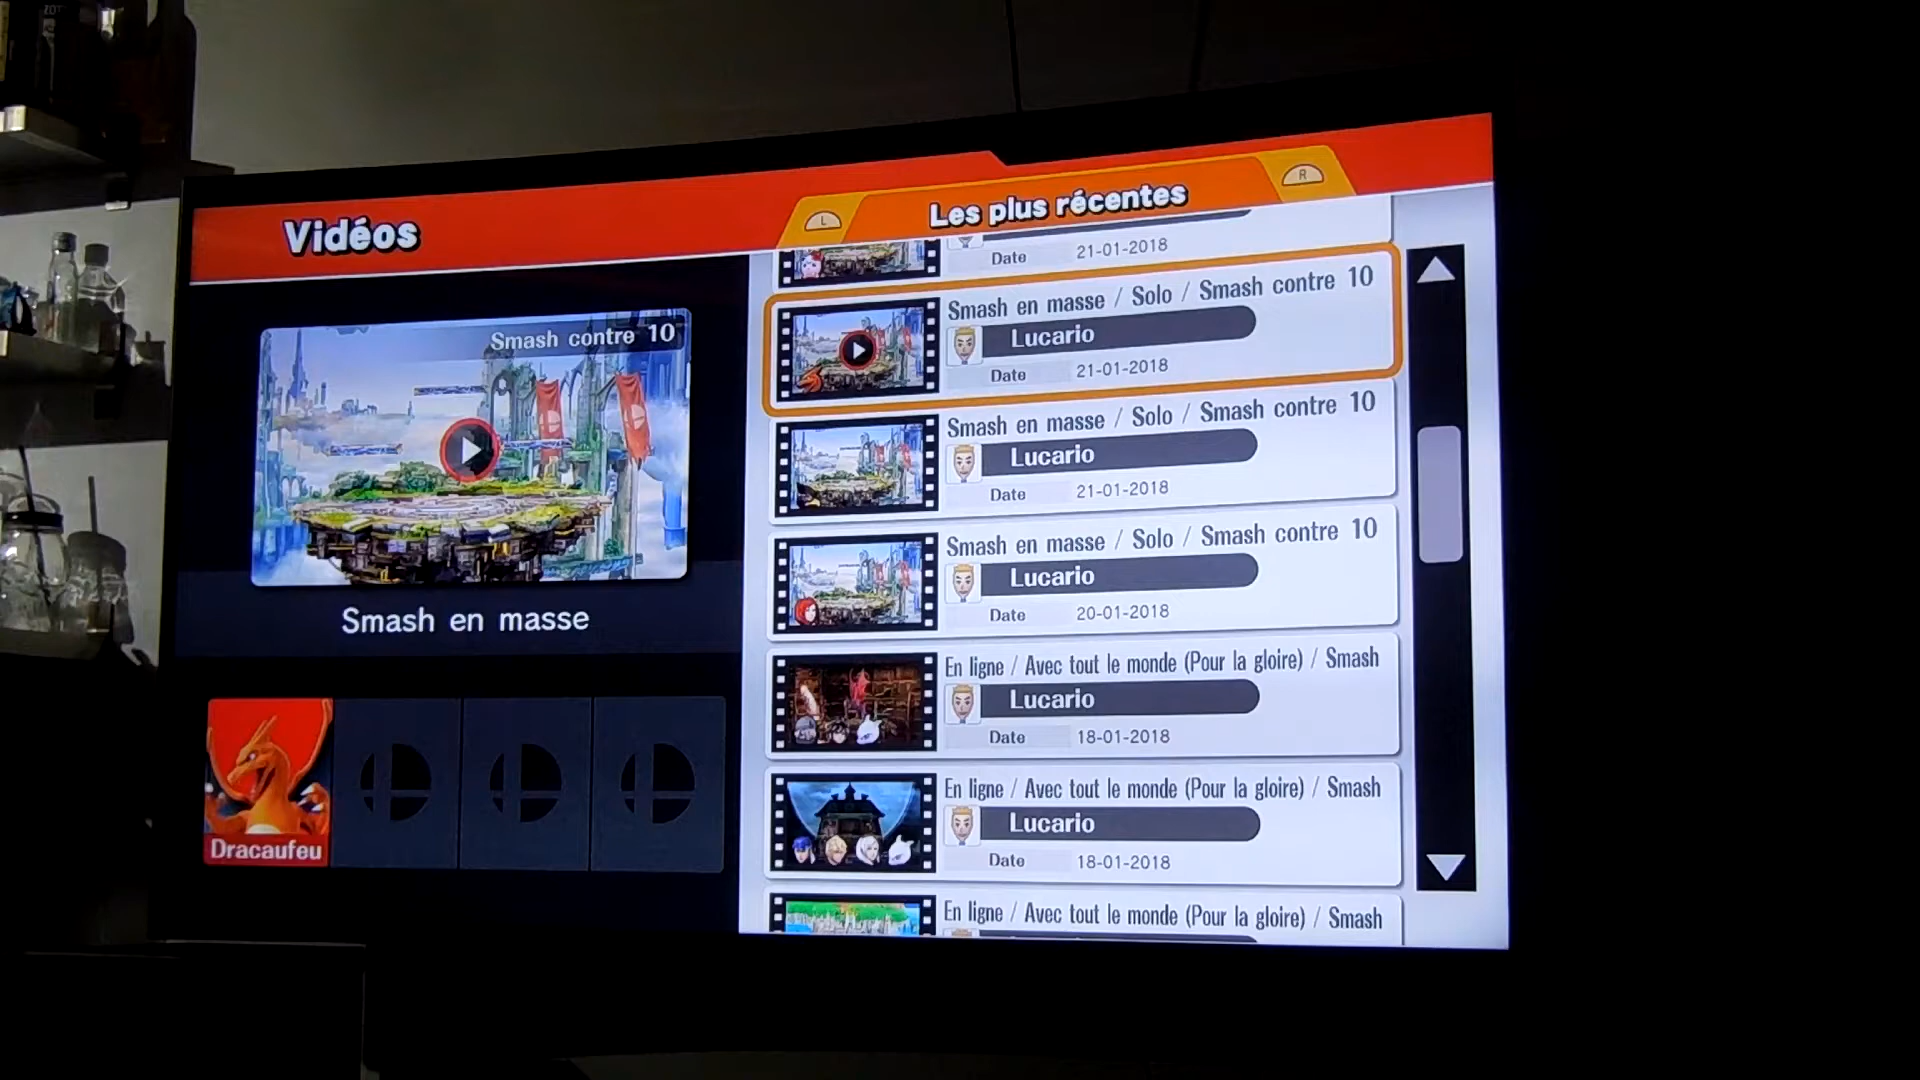 Vidéos
L
Les plus récentes
R
Date 21-01-2018
Smash en masse / Solo / Smash contre 10
Lucario
Date 21-01-2018
Smash en masse / Solo / Smash contre 10
Lucario
Date 21-01-2018
Smash en masse / Solo / Smash contre 10
Lucario
Date 20-01-2018
En ligne / Avec tout le monde (Pour la gloire) / Smash
Lucario
Date 18-01-2018
En ligne / Avec tout le monde (Pour la gloire) / Smash
Lucario
Date 18-01-2018
En ligne / Avec tout le monde (Pour la gloire) / Smash
Smash contre 10
Smash en masse
Dracaufeu